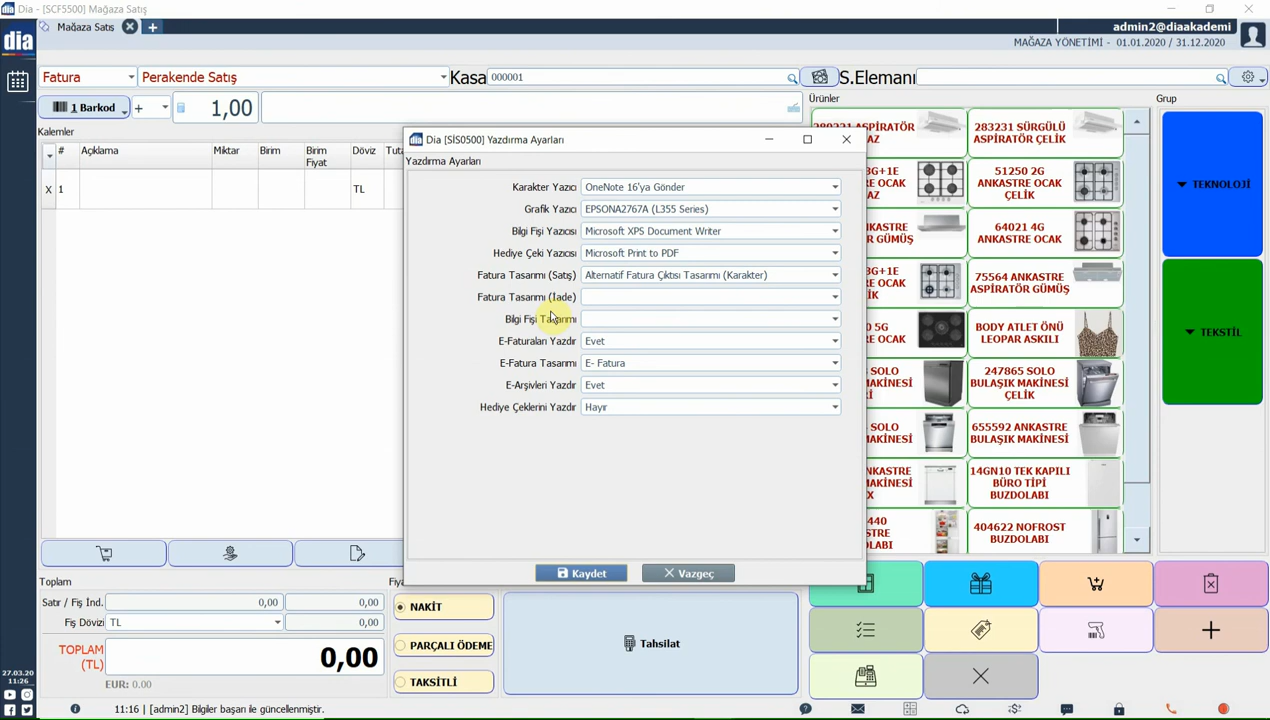 Dia - [SCF5500] Mağaza Satış
dia
Mağaza Satış
admin2@diaakademi
MAĞAZA YÖNETİMİ - 01.01.2020 / 31.12.2020
Fatura
Perakende Satış
Kasa
000001
S.Elemanı
1 Barkod
+
1,00
Ürünler
Grup
Kalemler
#
Açıklama
Miktar
Birim
Birim
Fiyat
Döviz
X
1
TL
Dia [SİS0500] Yazdırma Ayarları
Yazdırma Ayarları
Karakter Yazıcı
OneNote 16'ya Gönder
Grafik Yazıcı
EPSONA2767A (L355 Series)
Bilgi Fişi Yazıcısı
Microsoft XPS Document Writer
Hediye Çeki Yazıcısı
Microsoft Print to PDF
Fatura Tasarımı (Satış)
Alternatif Fatura Çıktısı Tasarımı (Karakter)
Fatura Tasarımı (İade)
Bilgi Fişi Tasarımı
E-Faturaları Yazdır
Evet
E-Fatura Tasarımı
E- Fatura
E-Arşivleri Yazdır
Evet
Hediye Çeklerini Yazdır
Hayır
Kaydet
Vazgeç
ASPİRATÖR
283231 SÜRGÜLÜ
ASPİRATÖR ÇELİK
3G+1E
51250 2G
ANKASTRE OCAK
ÇELİK
64021 4G
ANKASTRE OCAK
75564 ANKASTRE
ASPİRATÖR GÜMÜŞ
5G
BODY ATLET ÖNÜ
LEOPAR ASKILI
SOLO
247865 SOLO
BULAŞIK MAKİNESİ
ÇELİK
SOLO
655592 ANKASTRE
BULAŞIK MAKİNESİ
14GN10 TEK KAPILI
BÜRO TİPİ
BUZDOLABI
404622 NOFROST
BUZDOLABI
TEKNOLOJİ
TEKSTİL
Toplam
Satır / Fiş İnd.
0,00
0,00
Fiş Dövizi
TL
0,00
TOPLAM
(TL)
0,00
EUR: 0.00
NAKİT
PARÇALI ÖDEME
TAKSİTLİ
Tahsilat
27.03.20
11:26
11:16 | [admin2] Bilgiler başarı ile güncellenmiştir.